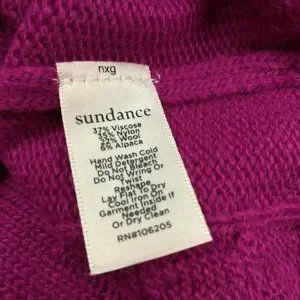 nxg
sundance
37% Viscose
35% Nylon
22% Wool
6% Alpaca
Hand Wash Cold
Mild Detergent
Do Not Bleach
Do Not Wring Or
Twist
Reshape
Lay Flat To Dry
Cool Iron On
Garment Inside If
Needed
Or Dry Clean
RN#106205